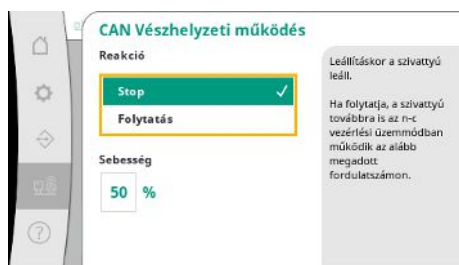 CAN Vészhelyzeti működés
Reakció
Stop
Folytatás
Sebesség
50 %
Leállításkor a szivattyú
leáll.
Ha folytatja, a szivattyú
továbbra is az n-c
vezérlési üzemmódban
működik az alább
megadott
fordulatszámon.